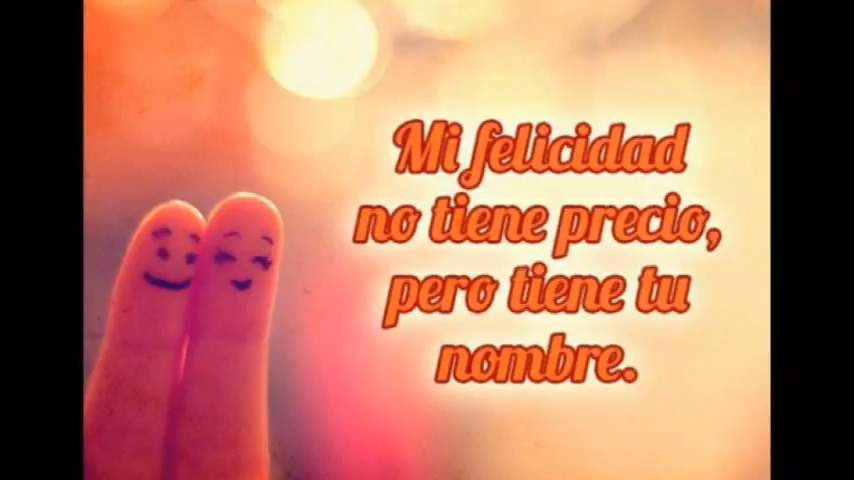 Mi felicidad
no tiene precio,
pero tiene tu
nombre.